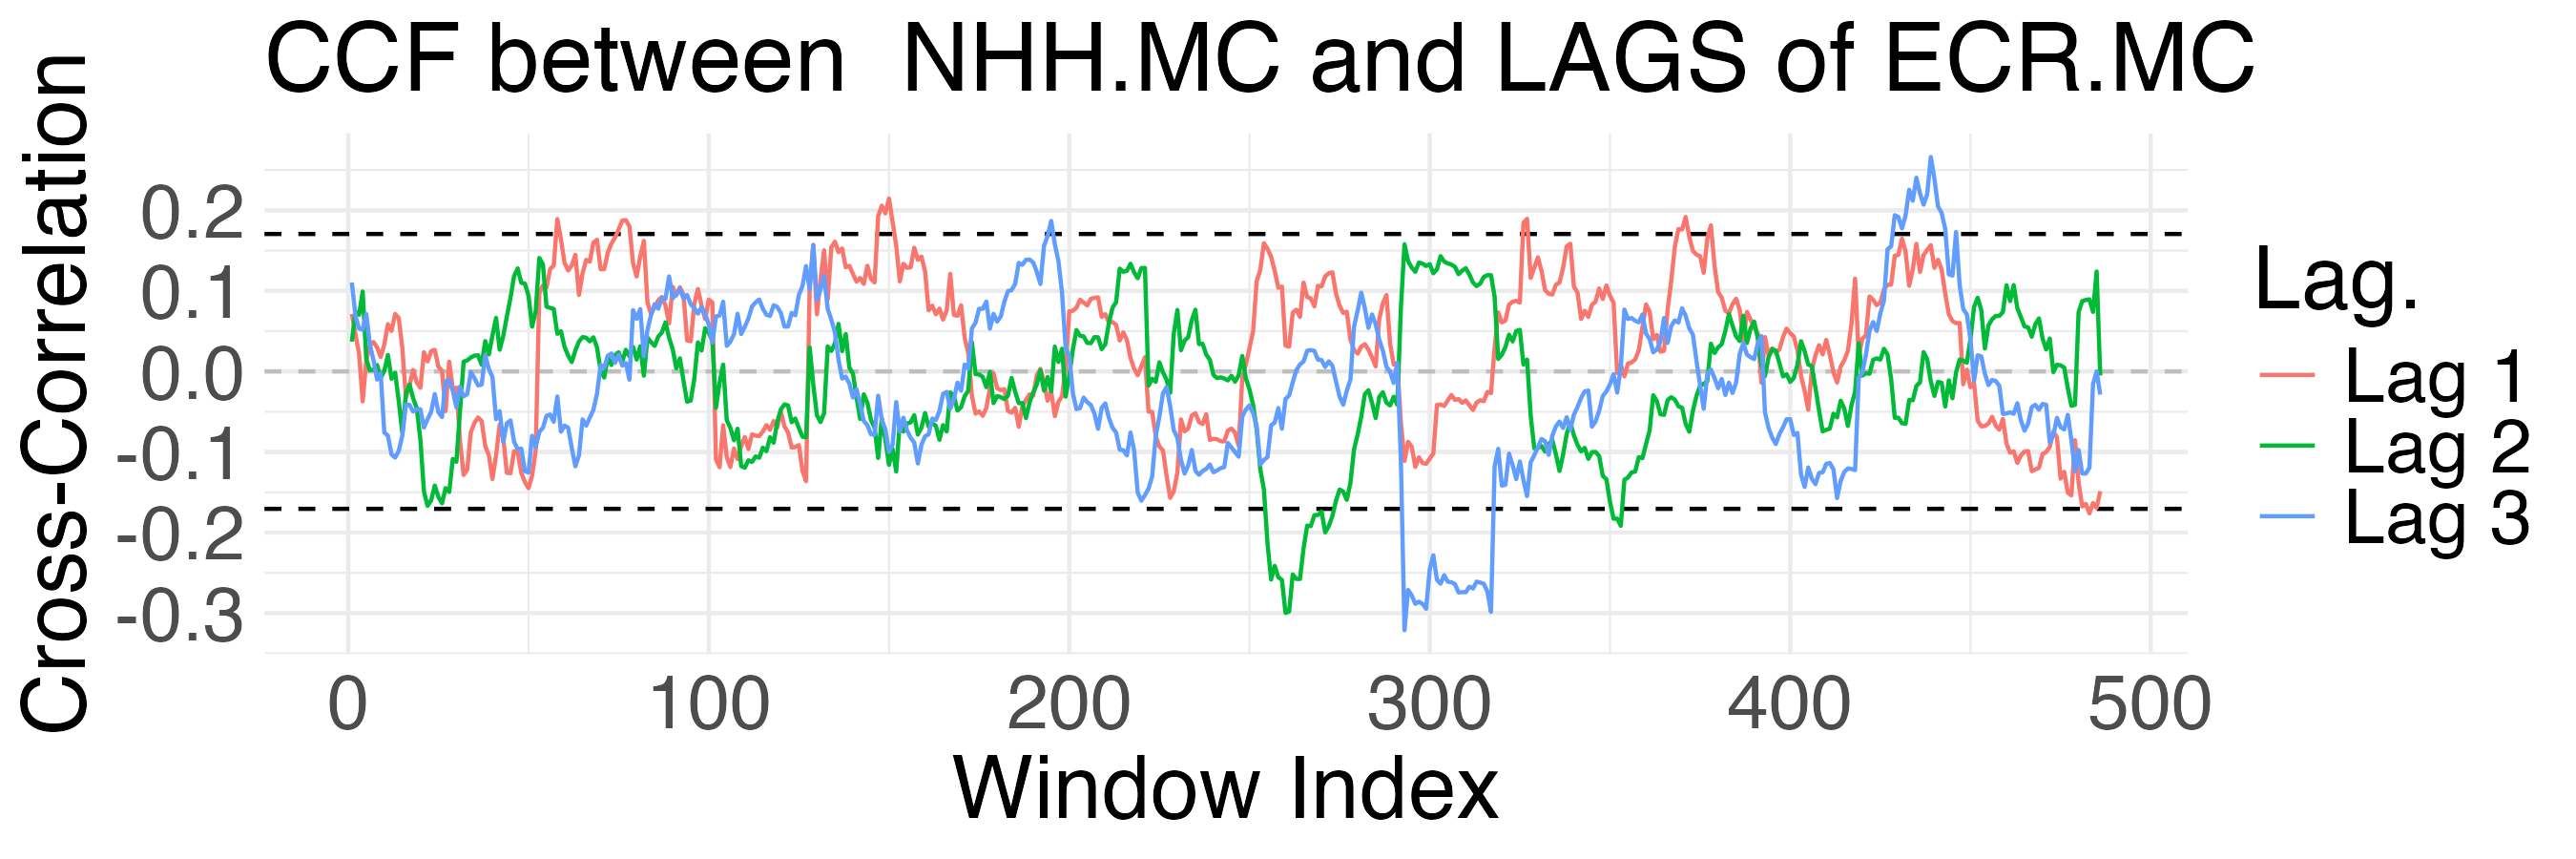 CCF between  NHH.MC and LAGS of ECR.MC
Cross-Correlation
0.2
0.1
0.0
-0.1
-0.2
-0.3
0 100 200 300 400 500
Window Index
Lag.
Lag 1
Lag 2
Lag 3